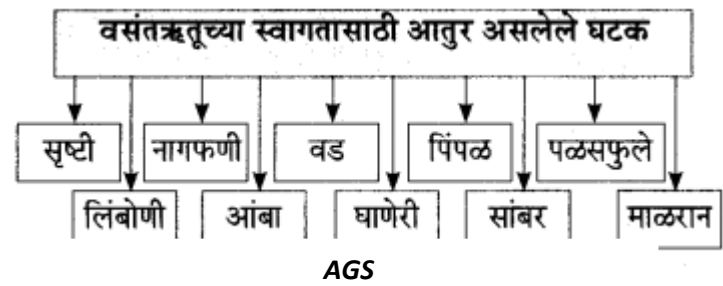 वसंतऋतूच्या स्वागतासाठी आतुर असलेले घटक
सृष्टी नागफणी वड पिंपळ पळसफुले
लिंबोणी आंबा घाणेरी सांबर माळरान
AGS